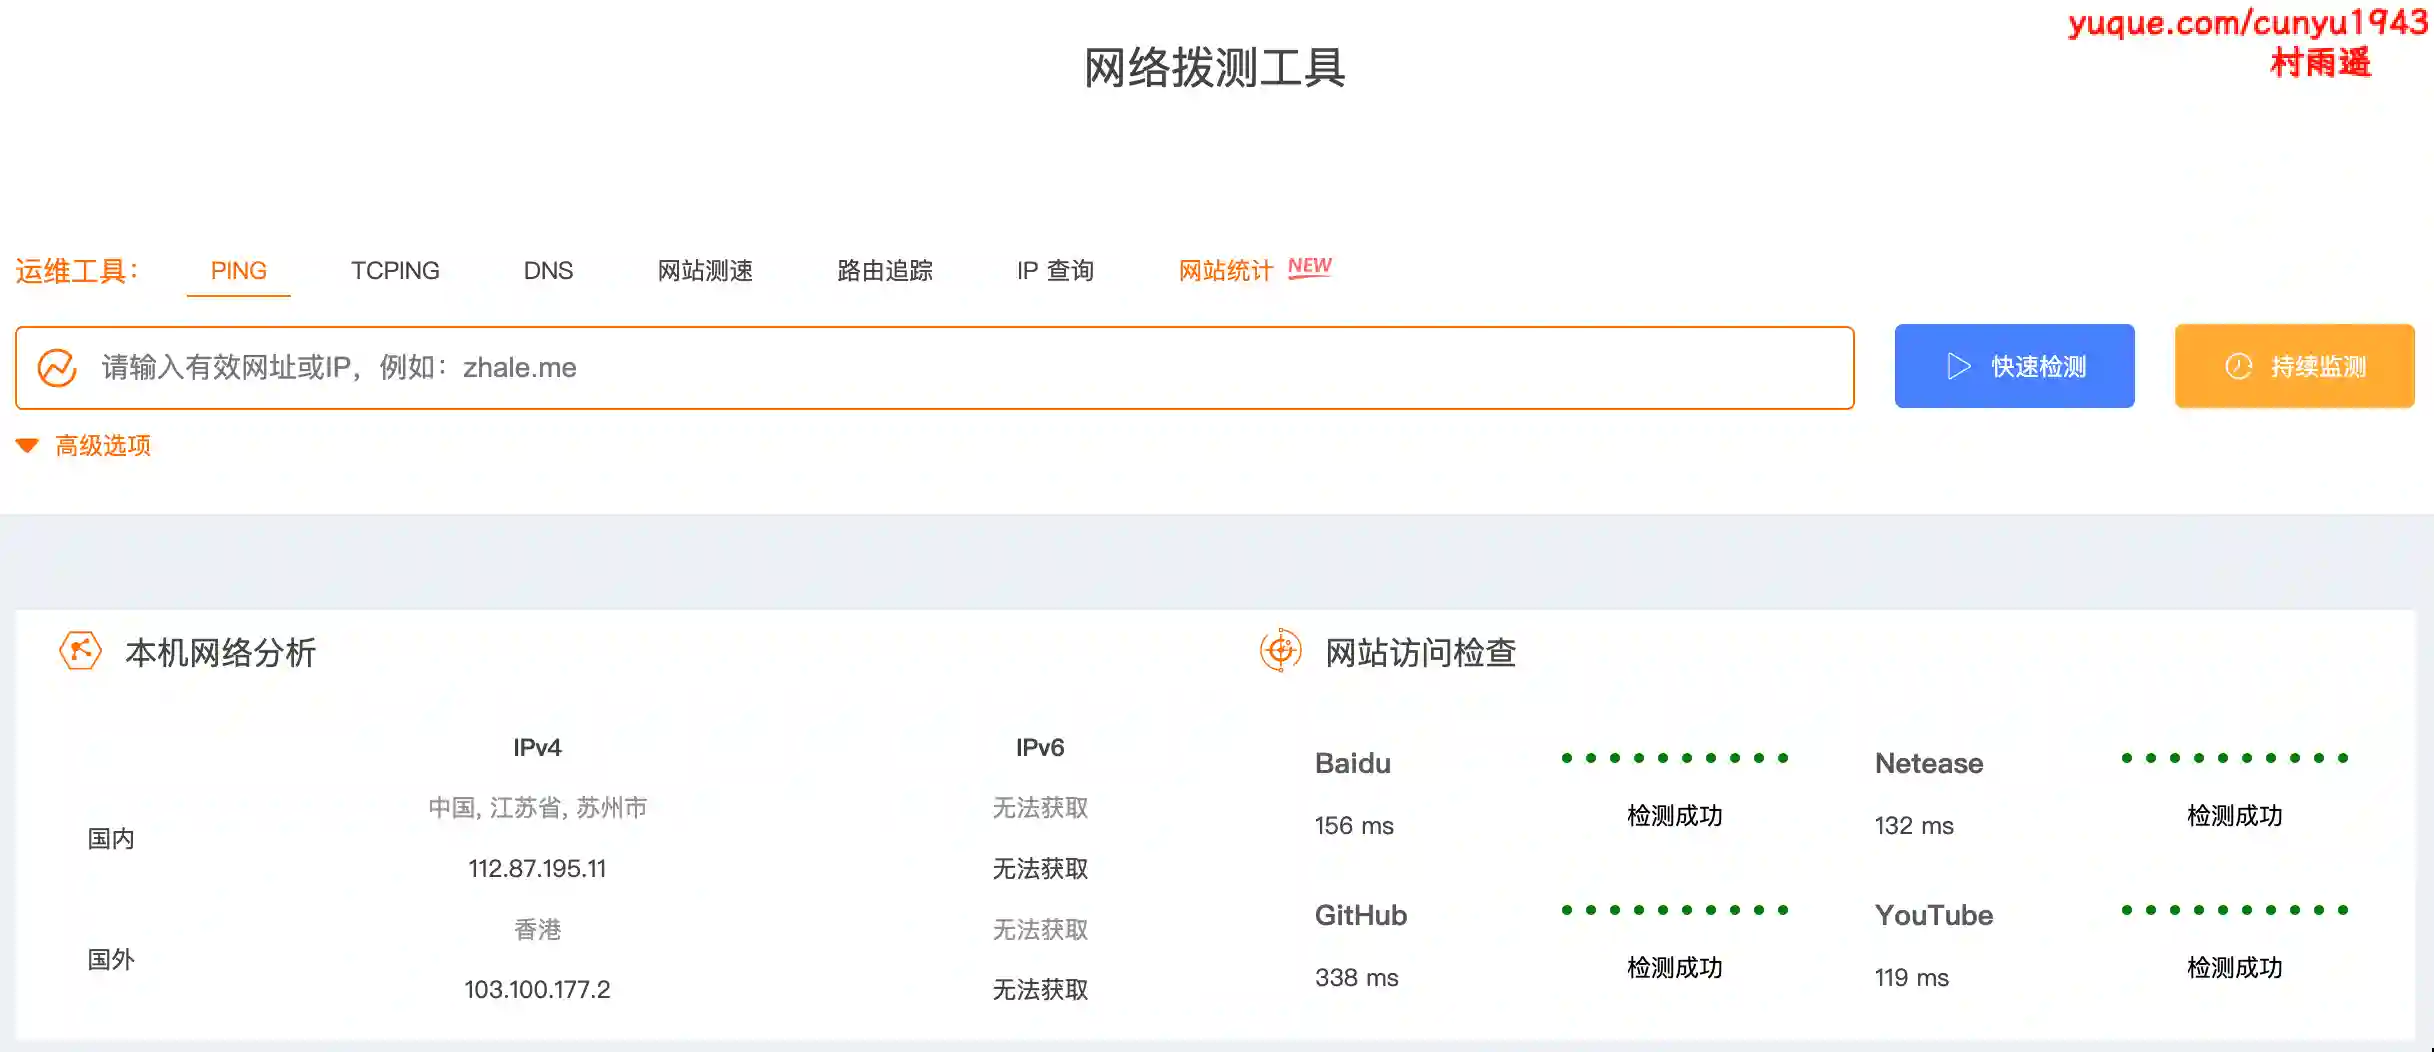 yuque.com/cunyu1943
村雨遥
网络拨测工具
运维工具： PING TCPING DNS 网站测速 路由追踪 IP 查询 网站统计 NEW
请输入有效网址或IP，例如：zhale.me 快速检测 持续监测
高级选项
本机网络分析
IPv4 IPv6
国内
中国, 江苏省, 苏州市 无法获取
112.87.195.11 无法获取
国外
香港 无法获取
103.100.177.2 无法获取
网站访问检查
Baidu
156 ms 检测成功
Netease
132 ms 检测成功
GitHub
338 ms 检测成功
YouTube
119 ms 检测成功